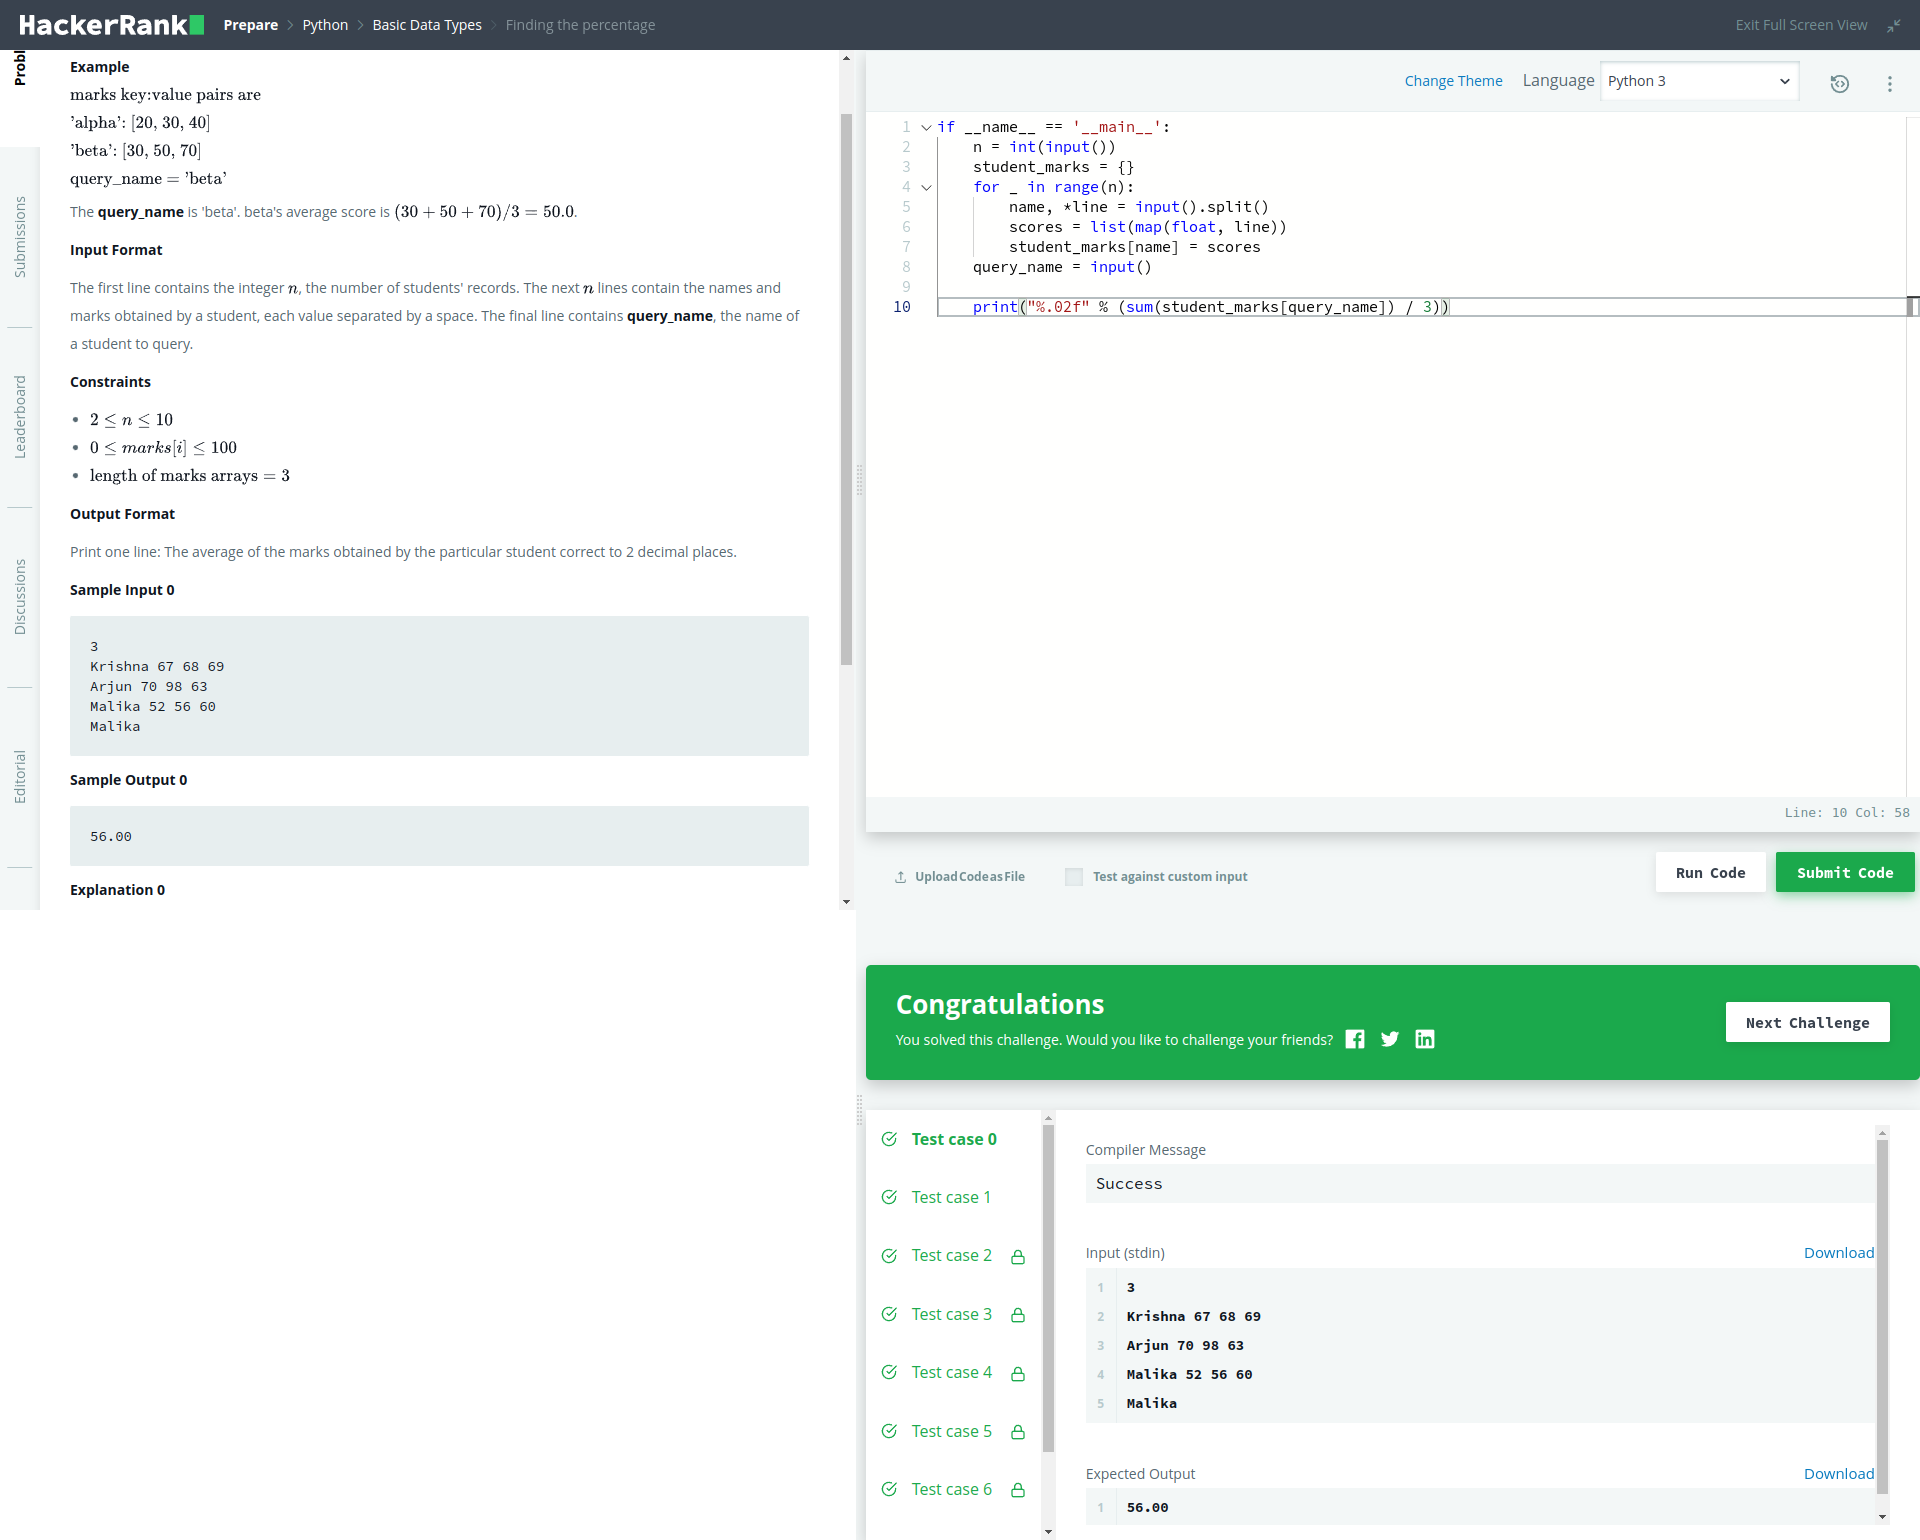 HackerRank Prepare > Python > Basic Data Types > Finding the percentage Exit Full Screen View
Submissions
Leaderboard
Discussions
Editorial
Example
marks key:value pairs are
'alpha': [20, 30, 40]
'beta': [30, 50, 70]
query_name = 'beta'
The query_name is 'beta'. beta's average score is (30 + 50 + 70)/3 = 50.0.
Input Format
The first line contains the integer n, the number of students' records. The next n lines contain the names and
marks obtained by a student, each value separated by a space. The final line contains query_name, the name of
a student to query.
Constraints
• 2 ≤ n ≤ 10
• 0 ≤ marks[i] ≤ 100
• length of marks arrays = 3
Output Format
Print one line: The average of the marks obtained by the particular student correct to 2 decimal places.
Sample Input 0
3
Krishna 67 68 69
Arjun 70 98 63
Malika 52 56 60
Malika
Sample Output 0
56.00
Explanation 0
Change Theme Language Python 3
1 if __name__ == '__main__':
2     n = int(input())
3     student_marks = {}
4     for _ in range(n):
5         name, *line = input().split()
6         scores = list(map(float, line))
7         student_marks[name] = scores
8     query_name = input()
9
10     print("%.02f" % (sum(student_marks[query_name]) / 3))
Line: 10 Col: 58
Upload Code as File Test against custom input Run Code Submit Code
Congratulations
You solved this challenge. Would you like to challenge your friends?
Next Challenge
Test case 0
Test case 1
Test case 2
Test case 3
Test case 4
Test case 5
Test case 6
Compiler Message
Success
Input (stdin) Download
1 3
2 Krishna 67 68 69
3 Arjun 70 98 63
4 Malika 52 56 60
5 Malika
Expected Output Download
1 56.00